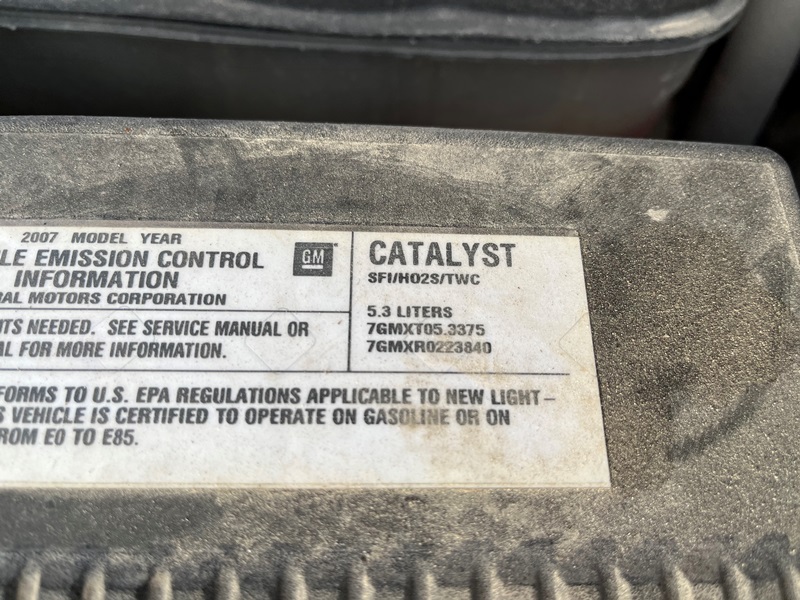 2007 MODEL YEAR
LE EMISSION CONTROL
INFORMATION
RAL MOTORS CORPORATION
GM
CATALYST
SFI/HO2S/TWC
5.3 LITERS
7GMXT05.3375
7GMXR0223840
TS NEEDED. SEE SERVICE MANUAL OR
AL FOR MORE INFORMATION.
FORMS TO U.S. EPA REGULATIONS APPLICABLE TO NEW LIGHT–
S VEHICLE IS CERTIFIED TO OPERATE ON GASOLINE OR ON
ROM E0 TO E85.